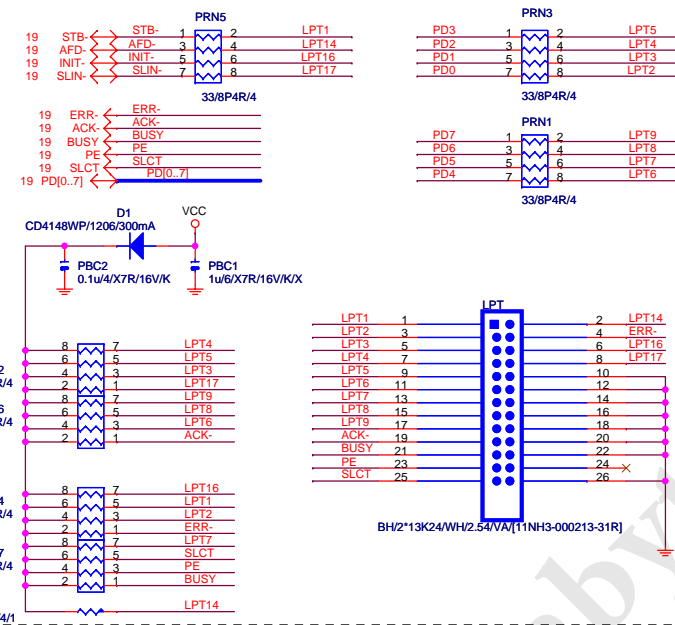 PRN5
19 STB- STB- 1 2 LPT1
19 AFD- AFD- 3 4 LPT14
19 INIT- INIT- 5 6 LPT16
19 SLIN- SLIN- 7 8 LPT17
33/8P4R/4
PRN3
PD3 1 2 LPT5
PD2 3 4 LPT4
PD1 5 6 LPT3
PD0 7 8 LPT2
33/8P4R/4
19 ERR- ERR-
19 ACK- ACK-
19 BUSY BUSY
19 PE PE
19 SLCT SLCT
19 PD[0..7] PD[0..7]
PRN1
PD7 1 2 LPT9
PD6 3 4 LPT8
PD5 5 6 LPT7
PD4 7 8 LPT6
33/8P4R/4
D1 VCC
CD4148WP/1206/300mA
PBC2
0.1u/4/X7R/16V/K
PBC1
1u/6/X7R/16V/K/X
8 7 LPT4
6 5 LPT5
4 3 LPT3
2 1 LPT17
8 7 LPT9
6 5 LPT8
4 3 LPT6
2 1 ACK-
2
R/4
6
R/4
8 7 LPT16
6 5 LPT1
4 3 LPT2
2 1 ERR-
8 7 LPT7
6 5 SLCT
4 3 PE
2 1 BUSY
LPT14
4
R/4
7
R/4
4/1
LPT
LPT1 1 2 LPT14
LPT2 3 4 ERR-
LPT3 5 6 LPT16
LPT4 7 8 LPT17
LPT5 9 10
LPT6 11 12
LPT7 13 14
LPT8 15 16
LPT9 17 18
ACK- 19 20
BUSY 21 22
PE 23 24
SLCT 25 26
BH/2*13K24/WH/2.54/VA/[11NH3-000213-31R]